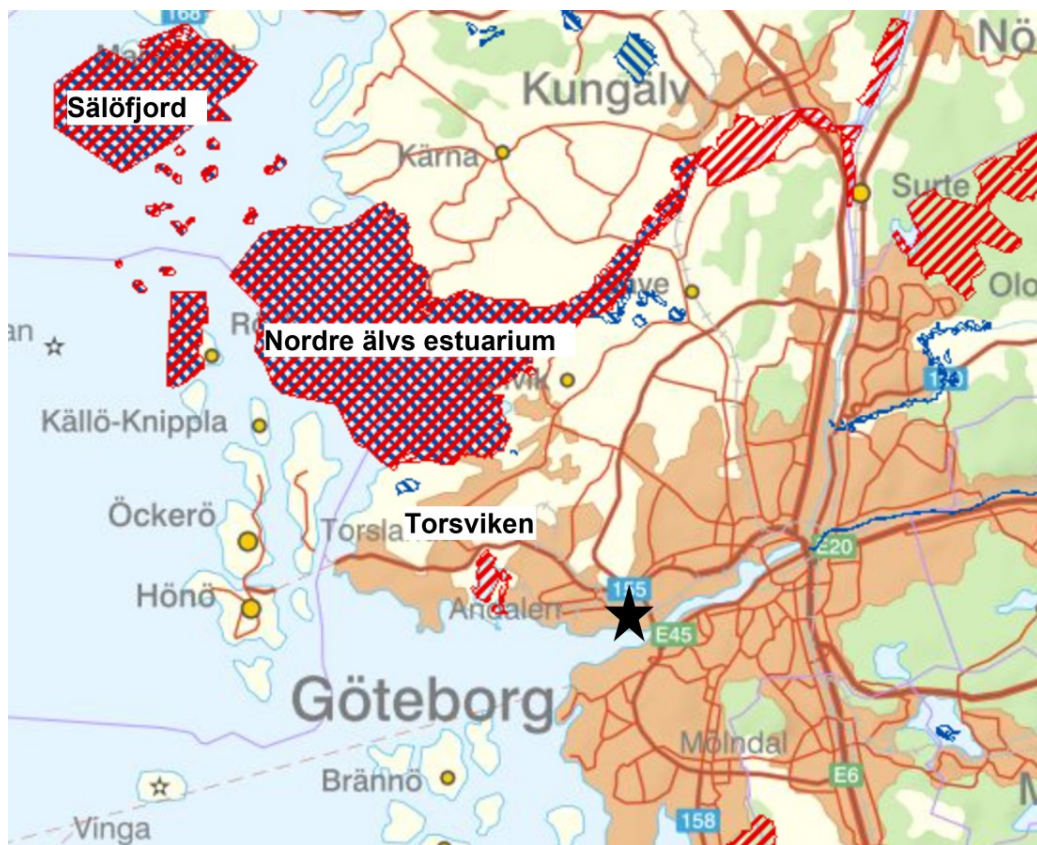 168
Nö
Sälöfjord
Kungälv
Kärna
Surte
Olo
an
Nordre älvs estuarium
Källö-Knippla
Öckerö
Torsviken
E20
Hönö
155
E45
Göteborg
Mölndal
Brännö
E6
M
Vinga
158